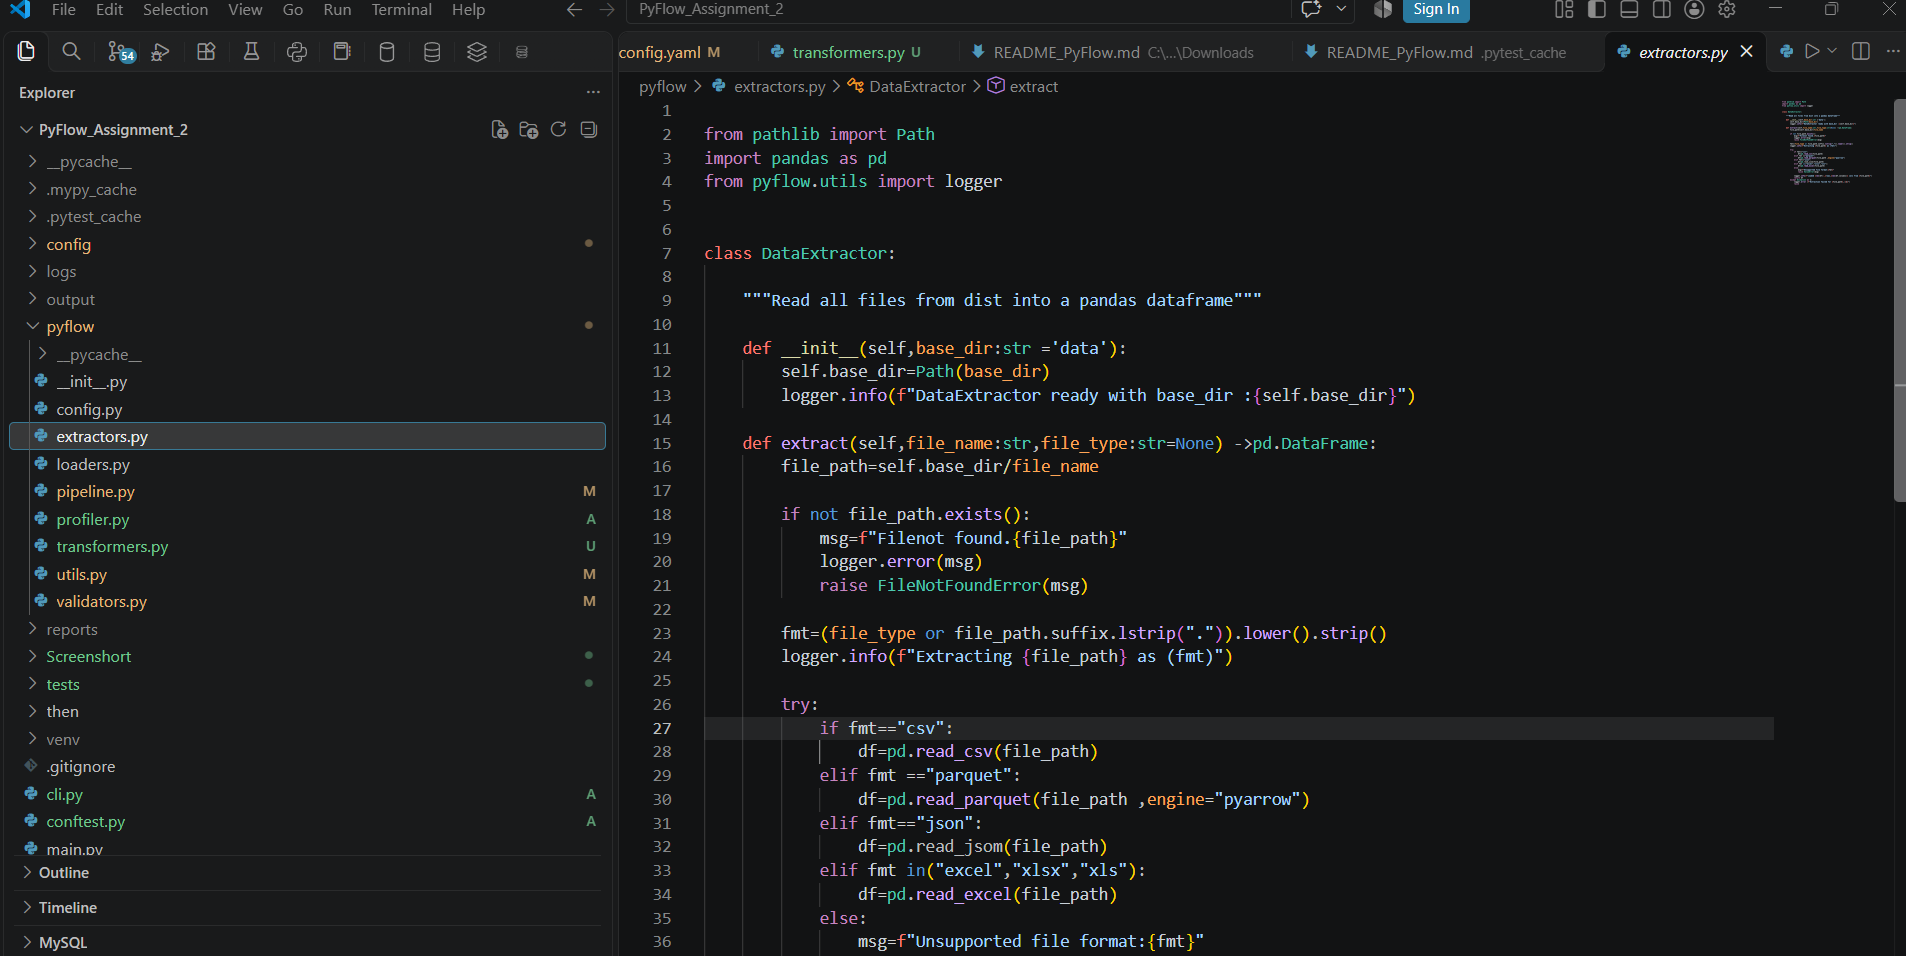 File Edit Selection View Go Run Terminal Help
PyFlow_Assignment_2
Sign In
54
config.yaml M
transformers.py U
README_PyFlow.md C:\...\Downloads
README_PyFlow.md .pytest_cache
extractors.py
Explorer
PyFlow_Assignment_2
__pycache__
.mypy_cache
.pytest_cache
config
logs
output
pyflow
__pycache__
__init__.py
config.py
extractors.py
loaders.py
pipeline.py M
profiler.py A
transformers.py U
utils.py M
validators.py M
reports
Screenshort
tests
then
venv
.gitignore
cli.py A
conftest.py A
main.py
Outline
Timeline
MySQL
pyflow > extractors.py > DataExtractor > extract
1
2 from pathlib import Path
3 import pandas as pd
4 from pyflow.utils import logger
5
6
7 class DataExtractor:
8
9 """Read all files from dist into a pandas dataframe"""
10
11 def __init__(self,base_dir:str ='data'):
12 self.base_dir=Path(base_dir)
13 logger.info(f"DataExtractor ready with base_dir :{self.base_dir}")
14
15 def extract(self,file_name:str,file_type:str=None) ->pd.DataFrame:
16 file_path=self.base_dir/file_name
17
18 if not file_path.exists():
19 msg=f"Filenot found.{file_path}"
20 logger.error(msg)
21 raise FileNotFoundError(msg)
22
23 fmt=(file_type or file_path.suffix.lstrip(".")).lower().strip()
24 logger.info(f"Extracting {file_path} as (fmt)")
25
26 try:
27 if fmt=="csv":
28 df=pd.read_csv(file_path)
29 elif fmt =="parquet":
30 df=pd.read_parquet(file_path ,engine="pyarrow")
31 elif fmt=="json":
32 df=pd.read_jsom(file_path)
33 elif fmt in("excel","xlsx","xls"):
34 df=pd.read_excel(file_path)
35 else:
36 msg=f"Unsupported file format:{fmt}"